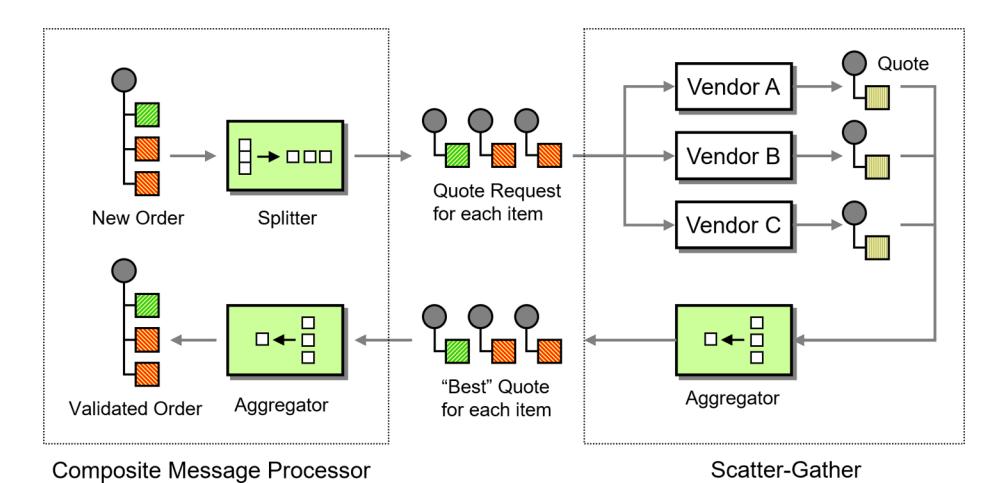 Quote
Vendor A
Vendor B
Vendor C
New Order
Splitter
Quote Request
for each item
Validated Order
Aggregator
“Best” Quote
for each item
Aggregator
Composite Message Processor
Scatter-Gather